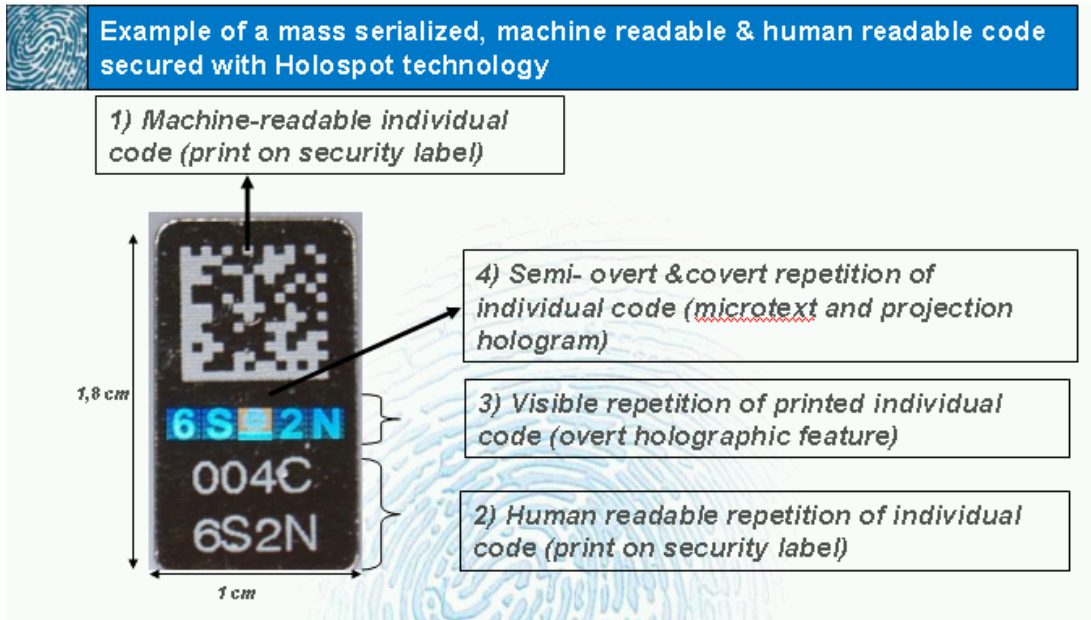 Example of a mass serialized, machine readable & human readable code
secured with Holospot technology
1) Machine-readable individual
code (print on security label)
4) Semi- overt &covert repetition of
individual code (microtext and projection
hologram)
1,8 cm
6S 2N
3) Visible repetition of printed individual
code (overt holographic feature)
004C
6S2N
2) Human readable repetition of individual
code (print on security label)
1 cm